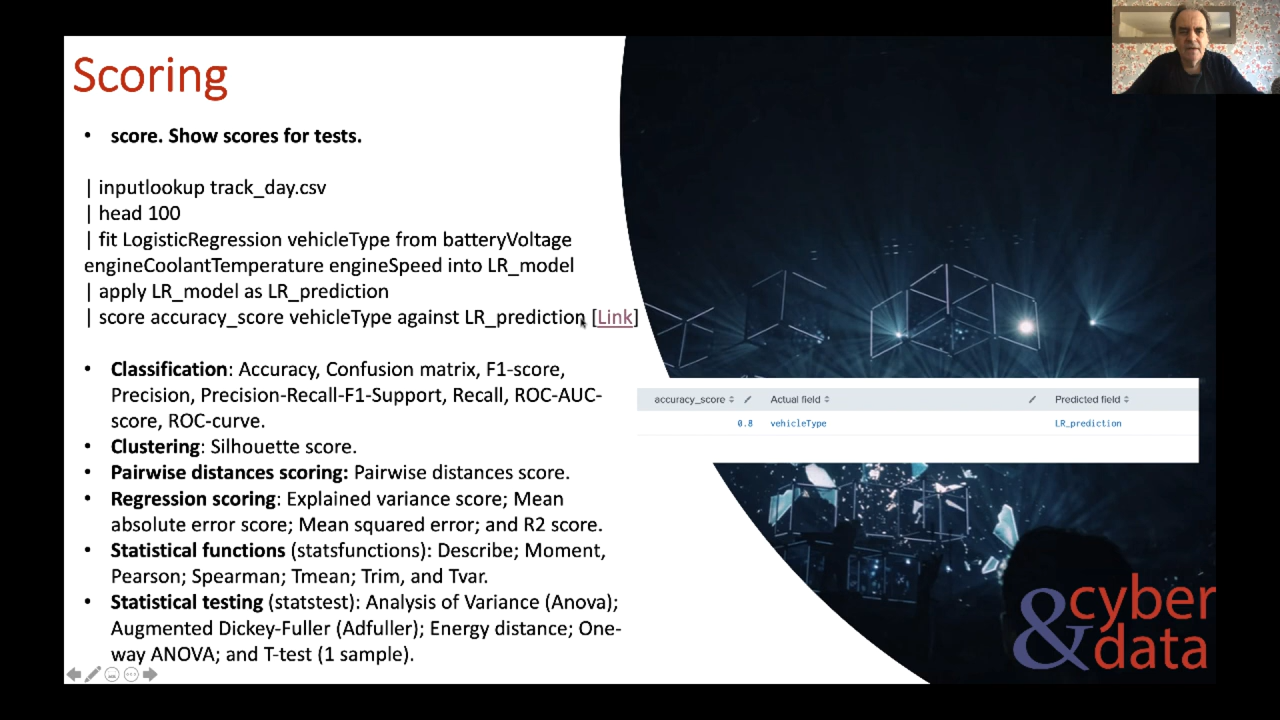 Scoring
• score. Show scores for tests.
| inputlookup track_day.csv
| head 100
| fit LogisticRegression vehicleType from batteryVoltage
engineCoolantTemperature engineSpeed into LR_model
| apply LR_model as LR_prediction
| score accuracy_score vehicleType against LR_prediction [Link]
• Classification: Accuracy, Confusion matrix, F1-score,
Precision, Precision-Recall-F1-Support, Recall, ROC-AUC-
score, ROC-curve.
• Clustering: Silhouette score.
• Pairwise distances scoring: Pairwise distances score.
• Regression scoring: Explained variance score; Mean
absolute error score; Mean squared error; and R2 score.
• Statistical functions (statsfunctions): Describe; Moment,
Pearson; Spearman; Tmean; Trim, and Tvar.
• Statistical testing (statstest): Analysis of Variance (Anova);
Augmented Dickey-Fuller (Adfuller); Energy distance; One-
way ANOVA; and T-test (1 sample).
accuracy_score Actual field Predicted field
0.8 vehicleType LR_prediction
cyber
&data